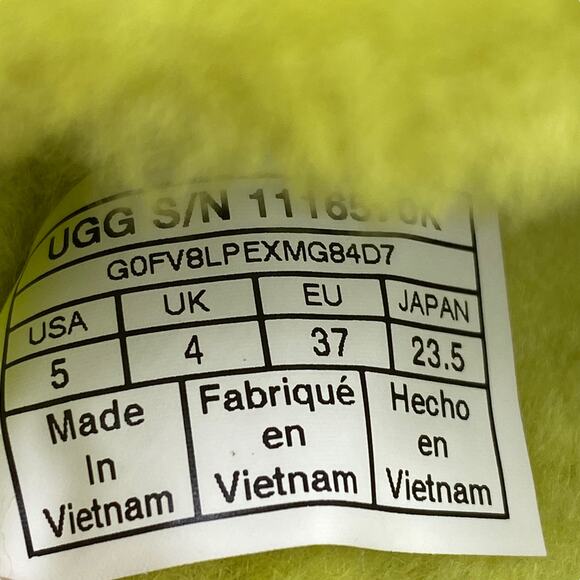 UGG S/N
G0FV8LPEXMG84D7
USA UK EU JAPAN
5 4 37 23.5
Made Fabriqué Hecho
In en en
Vietnam Vietnam Vietnam